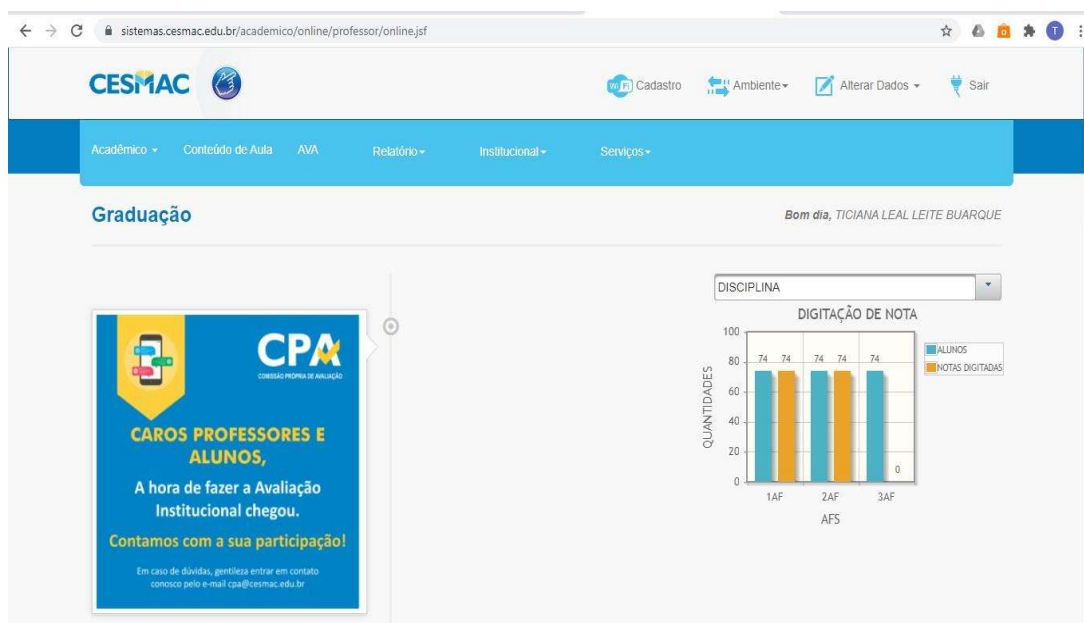 sistemas.cesmac.edu.br/academico/online/professor/online.jsf
T
CESMAC
Wi Fi Cadastro
Ambiente
Alterar Dados
Sair
Acadêmico
Conteúdo de Aula
AVA
Relatório
Institucional
Serviços
Graduação
Bom dia, TICIANA LEAL LEITE BUARQUE
DISCIPLINA
CPA
COMISSÃO PRÓPRIA DE AVALIAÇÃO
CAROS PROFESSORES E
ALUNOS,
A hora de fazer a Avaliação
Institucional chegou.
Contamos com a sua participação!
Em caso de dúvidas, gentileza entrar em contato
conosco pelo e-mail cpa@cesmac.edu.br
DIGITAÇÃO DE NOTA
QUANTIDADES
100
80
60
40
20
0
74 74 74 74 74 0
1AF 2AF 3AF
AFS
ALUNOS
NOTAS DIGITADAS